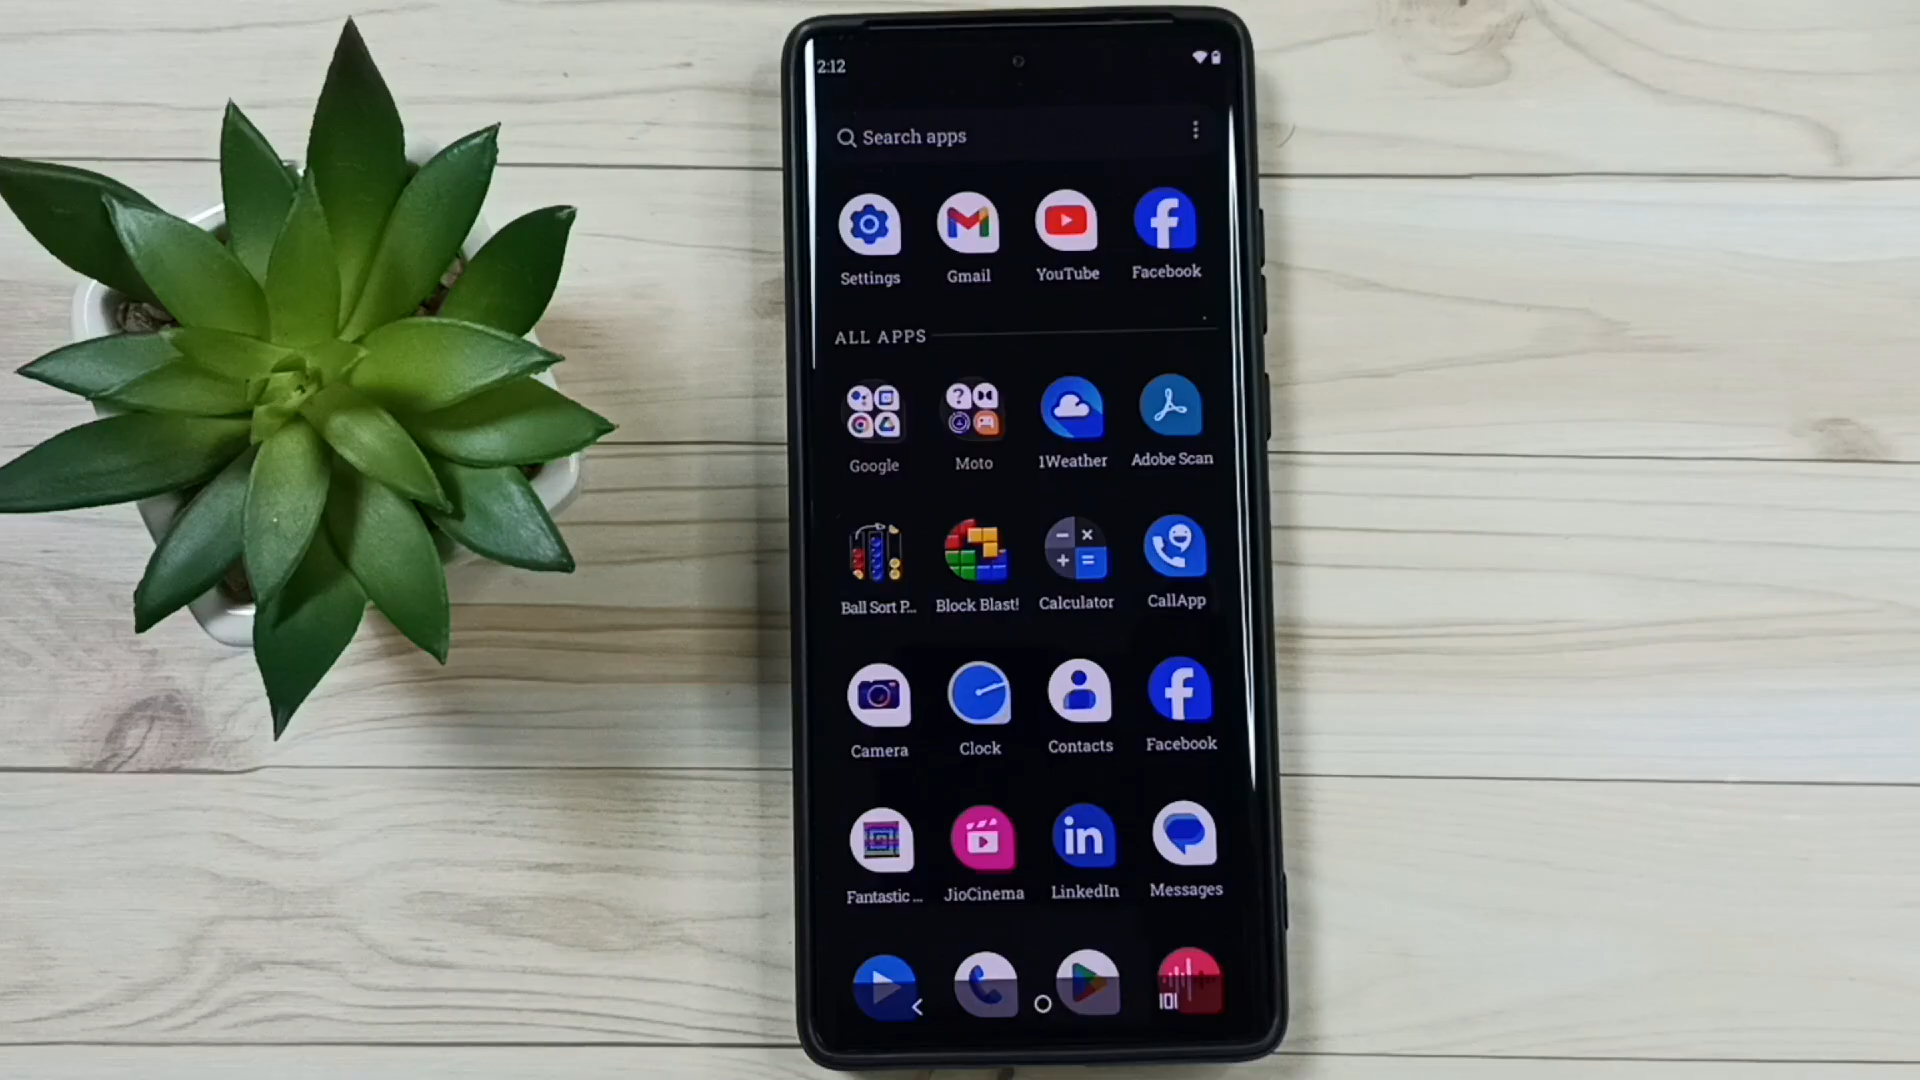 2:12
Search apps
Settings Gmail YouTube Facebook
ALL APPS
Google Moto 1Weather Adobe Scan
Ball Sort P... Block Blast! Calculator CallApp
Camera Clock Contacts Facebook
Fantastic ... JioCinema LinkedIn Messages